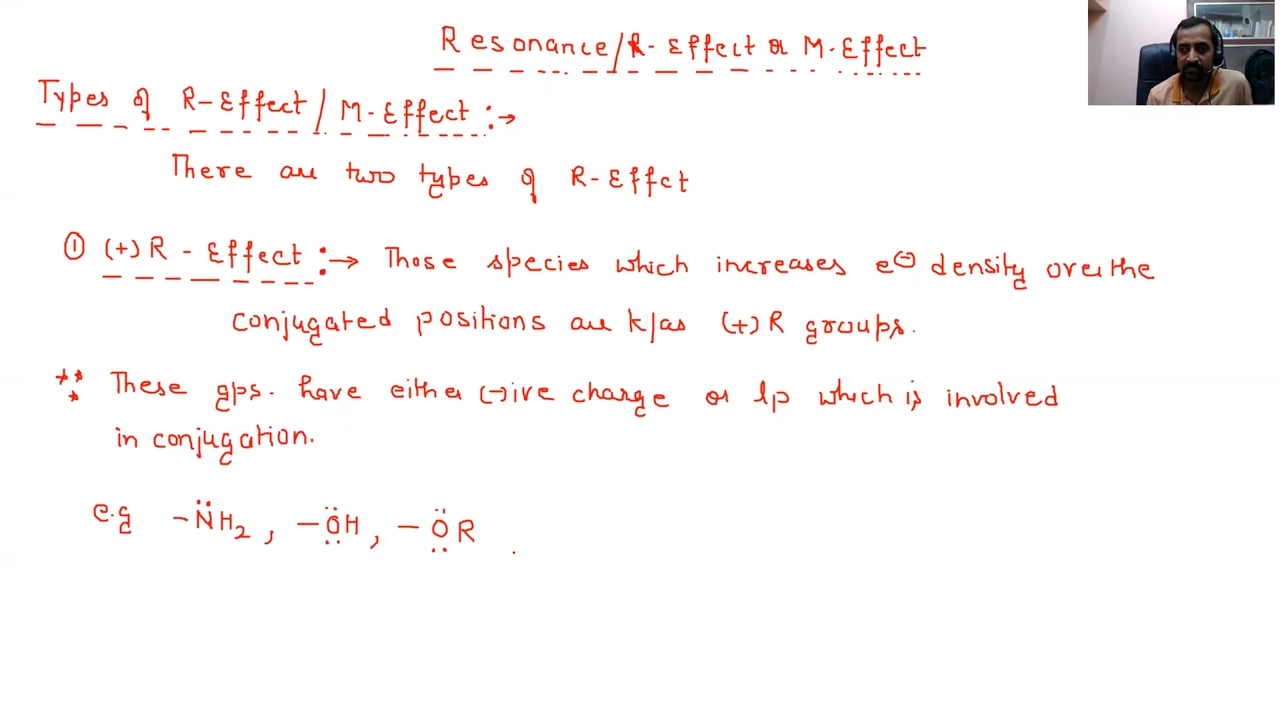 Resonance/R-Effect or M-Effect
Types of R-Effect/M-Effect :→
There are two types of R-Effct
① (+)R - Effect :→ Those species which increases e⊖ density over the
conjugated positions are k/as (+)R groups.
These gps. have either (-)ive charge or lp which is involved
in conjugation.
e.g -N̈H2, -ÖH, -ÖR